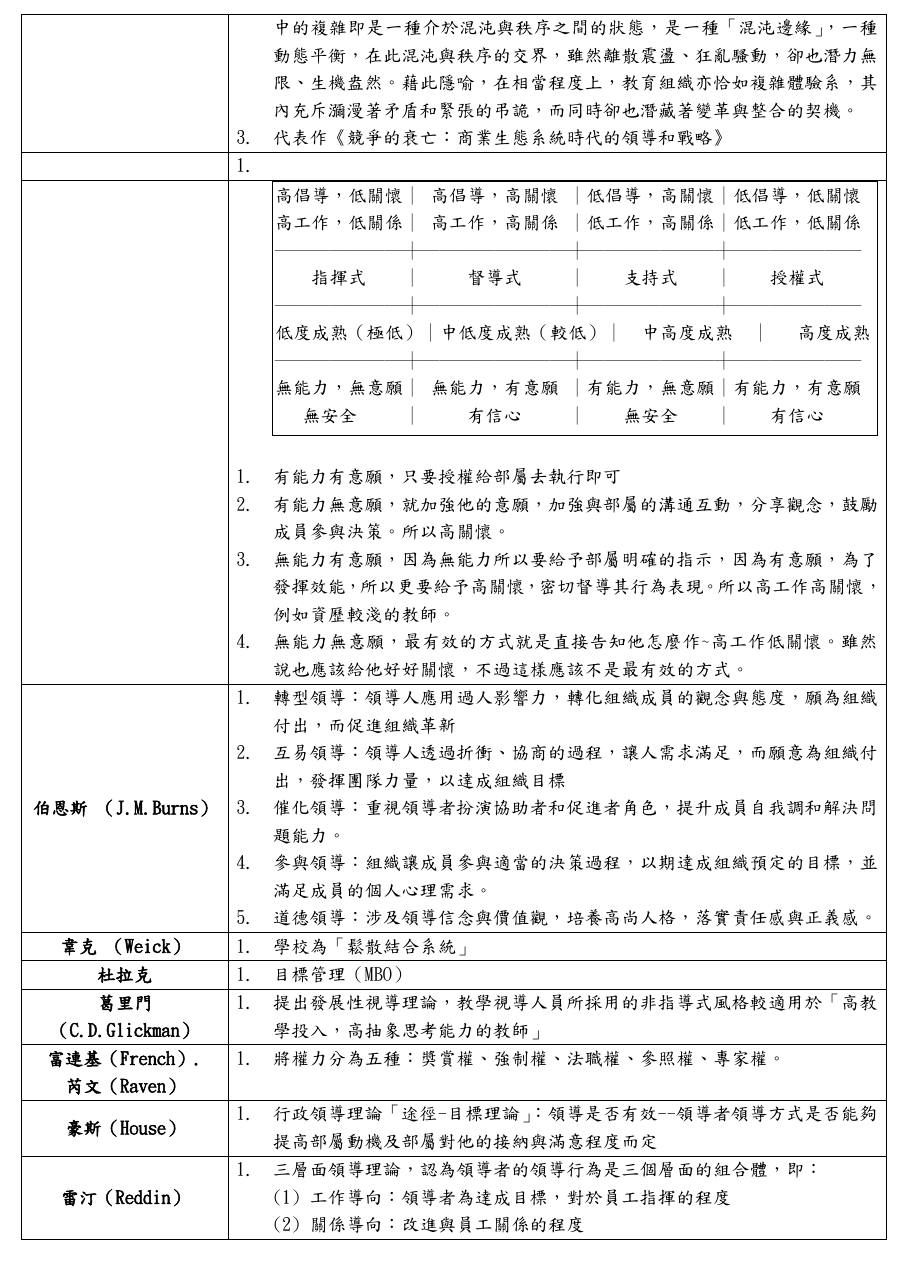 中的複雜即是一種介於混沌與秩序之間的狀態，是一種「混沌邊緣」，一種
動態平衡，在此混沌與秩序的交界，雖然離散震盪、狂亂騷動，卻也潛力無
限、生機盎然。藉此隱喻，在相當程度上，教育組織亦恰如複雜體驗系，其
內充斥瀰漫著矛盾和緊張的弔詭，而同時卻也潛藏著變革與整合的契機。
3. 代表作《競爭的衰亡：商業生態系統時代的領導和戰略》
1.
高倡導，低關懷｜ 高倡導，高關懷 ｜低倡導，高關懷｜低倡導，低關懷
高工作，低關係｜ 高工作，高關係 ｜低工作，高關係｜低工作，低關係
指揮式 ｜ 督導式 ｜ 支持式 ｜ 授權式
低度成熟（極低）｜中低度成熟（較低）｜ 中高度成熟 ｜ 高度成熟
無能力，無意願｜ 無能力，有意願 ｜有能力，無意願｜有能力，有意願
無安全 ｜ 有信心 ｜ 無安全 ｜ 有信心
1. 有能力有意願，只要授權給部屬去執行即可
2. 有能力無意願，就加強他的意願，加強與部屬的溝通互動，分享觀念，鼓勵
成員參與決策。所以高關懷。
3. 無能力有意願，因為無能力所以要給予部屬明確的指示，因為有意願，為了
發揮效能，所以更要給予高關懷，密切督導其行為表現。所以高工作高關懷，
例如資歷較淺的教師。
4. 無能力無意願，最有效的方式就是直接告知他怎麼作~高工作低關懷。雖然
說也應該給他好好關懷，不過這樣應該不是最有效的方式。
伯恩斯 （J.M.Burns）
1. 轉型領導：領導人應用過人影響力，轉化組織成員的觀念與態度，願為組織
付出，而促進組織革新
2. 互易領導：領導人透過折衝、協商的過程，讓人需求滿足，而願意為組織付
出，發揮團隊力量，以達成組織目標
3. 催化領導：重視領導者扮演協助者和促進者角色，提升成員自我調和解決問
題能力。
4. 參與領導：組織讓成員參與適當的決策過程，以期達成組織預定的目標，並
滿足成員的個人心理需求。
5. 道德領導：涉及領導信念與價值觀，培養高尚人格，落實責任感與正義感。
韋克 （Weick）
1. 學校為「鬆散結合系統」
杜拉克
1. 目標管理（MBO）
葛里門
（C.D.Glickman）
1. 提出發展性視導理論，教學視導人員所採用的非指導式風格較適用於「高教
學投入，高抽象思考能力的教師」
富連基（French）.
芮文（Raven）
1. 將權力分為五種：獎賞權、強制權、法職權、參照權、專家權。
豪斯（House）
1. 行政領導理論「途徑-目標理論」：領導是否有效--領導者領導方式是否能夠
提高部屬動機及部屬對他的接納與滿意程度而定
雷汀（Reddin）
1. 三層面領導理論，認為領導者的領導行為是三個層面的組合體，即：
(1) 工作導向：領導者為達成目標，對於員工指揮的程度
(2) 關係導向：改進與員工關係的程度